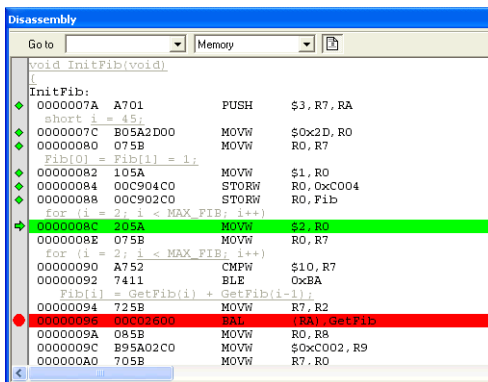 Disassembly
Go to Memory
void InitFib(void)
{
InitFib:
0000007A A701 PUSH $3, R7, RA
short i = 45;
0000007C B05A2D00 MOVW $0x2D, R0
00000080 075B MOVW R0, R7
Fib[0] = Fib[1] = 1;
00000082 105A MOVW $1, R0
00000084 00C904C0 STORW R0, 0xC004
00000088 00C902C0 STORW R0, Fib
for (i = 2; i < MAX_FIB; i++)
0000008C 205A MOVW $2, R0
0000008E 075B MOVW R0, R7
for (i = 2; i < MAX_FIB; i++)
00000090 A752 CMPW $10, R7
00000092 7411 BLE 0xBA
Fib[i] = GetFib(i) + GetFib(i-1);
00000094 725B MOVW R7, R2
00000096 00C02600 BAL (RA), GetFib
0000009A 085B MOVW R0, R8
0000009C B95A02C0 MOVW $0xC002, R9
000000A0 705B MOVW R7, R0